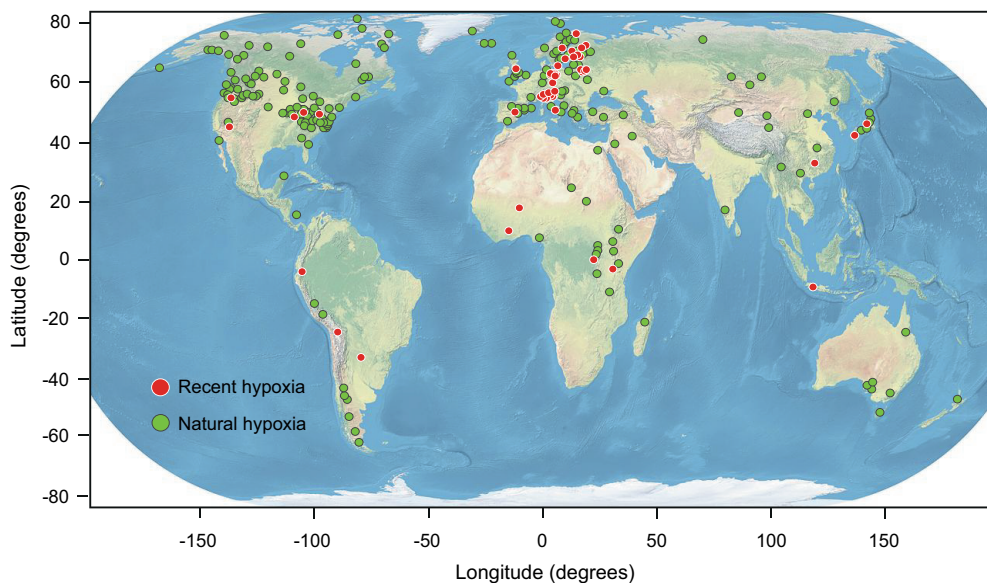 80
60
40
20
0
-20
-40
-60
-80
Latitude (degrees)
Recent hypoxia
Natural hypoxia
-150 -100 -50 0 50 100 150
Longitude (degrees)